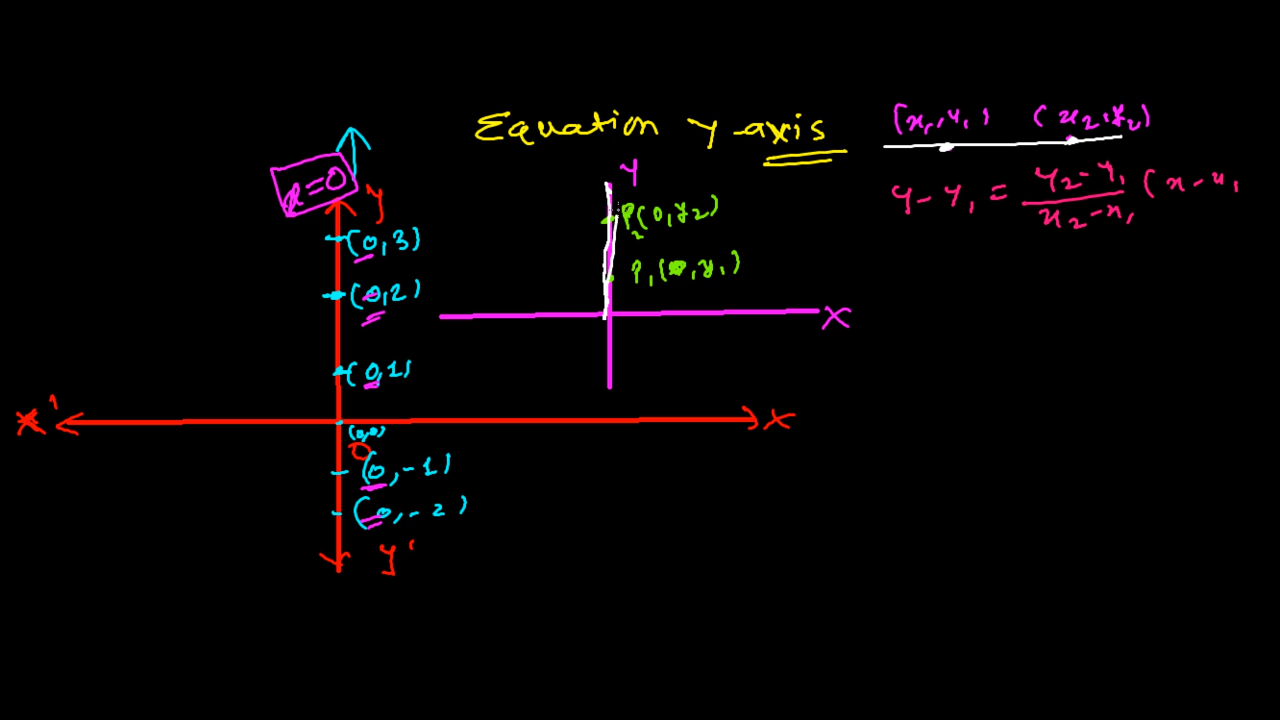 Equation y-axis
(x₁, y₁) (x₂, y₂)
y - y₁ = (y₂ - y₁)/(x₂ - x₁) (x - x₁
x=0
y
(0,3)
(0,2)
(0,1)
(0,0)
O
(0,-1)
(0,-2)
y'
x'
x
Y
P₂(0, y₂)
P₁(0, y₁)
X